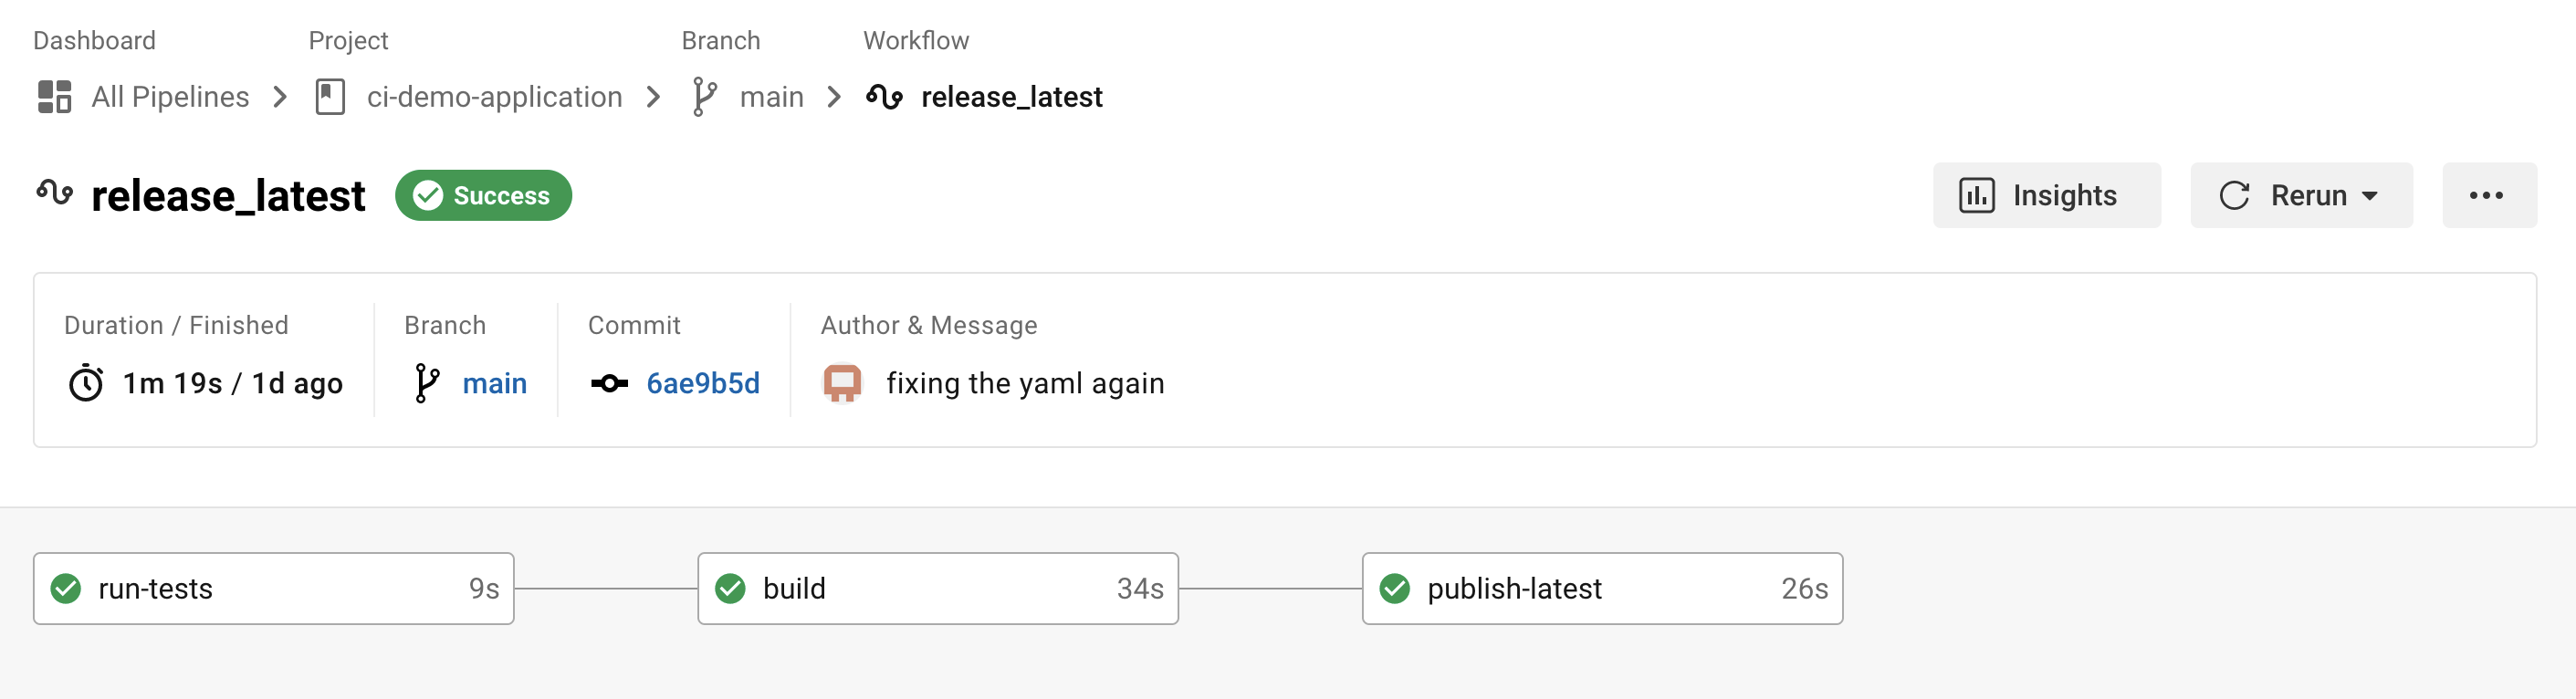 Dashboard Project Branch Workflow
All Pipelines ci-demo-application main release_latest
release_latest Success Insights Rerun
Duration / Finished Branch Commit Author & Message
1m 19s / 1d ago main 6ae9b5d fixing the yaml again
run-tests 9s build 34s publish-latest 26s